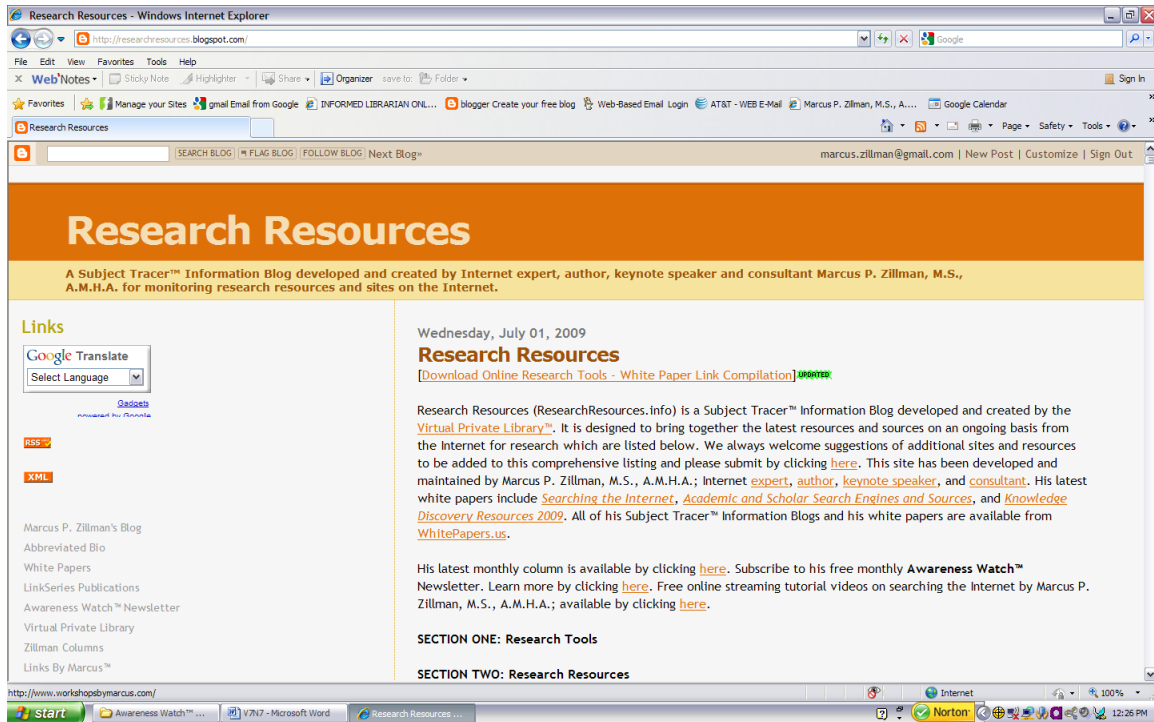 Research Resources - Windows Internet Explorer
http://researchresources.blogspot.com/
Google
File Edit View Favorites Tools Help
X Web'Notes Sticky Note Highlighter Share Organizer save to: Folder Sign In
Favorites Manage your Sites gmail Email from Google INFORMED LIBRARIAN ONL... blogger Create your free blog Web-Based Email Login AT&T - WEB E-Mail Marcus P. Zillman, M.S., A.... Google Calendar
Research Resources Page Safety Tools
SEARCH BLOG FLAG BLOG FOLLOW BLOG Next Blog» marcus.zillman@gmail.com | New Post | Customize | Sign Out
Research Resources
A Subject Tracer™ Information Blog developed and created by Internet expert, author, keynote speaker and consultant Marcus P. Zillman, M.S.,
A.M.H.A. for monitoring research resources and sites on the Internet.
Links
Google Translate
Select Language
Gadgets
powered by Google
RSS
XML
Marcus P. Zillman's Blog
Abbreviated Bio
White Papers
LinkSeries Publications
Awareness Watch™ Newsletter
Virtual Private Library
Zillman Columns
Links By Marcus™
Wednesday, July 01, 2009
Research Resources
[Download Online Research Tools - White Paper Link Compilation] UPDATED
Research Resources (ResearchResources.info) is a Subject Tracer™ Information Blog developed and created by the
Virtual Private Library™. It is designed to bring together the latest resources and sources on an ongoing basis from
the Internet for research which are listed below. We always welcome suggestions of additional sites and resources
to be added to this comprehensive listing and please submit by clicking here. This site has been developed and
maintained by Marcus P. Zillman, M.S., A.M.H.A.; Internet expert, author, keynote speaker, and consultant. His latest
white papers include Searching the Internet, Academic and Scholar Search Engines and Sources, and Knowledge
Discovery Resources 2009. All of his Subject Tracer™ Information Blogs and his white papers are available from
WhitePapers.us.
His latest monthly column is available by clicking here. Subscribe to his free monthly Awareness Watch™
Newsletter. Learn more by clicking here. Free online streaming tutorial videos on searching the Internet by Marcus P.
Zillman, M.S., A.M.H.A.; available by clicking here.
SECTION ONE: Research Tools
SECTION TWO: Research Resources
http://www.workshopsbymarcus.com/ Internet 100%
start Awareness Watch™ ... V7N7 - Microsoft Word Research Resources ... Norton 12:26 PM